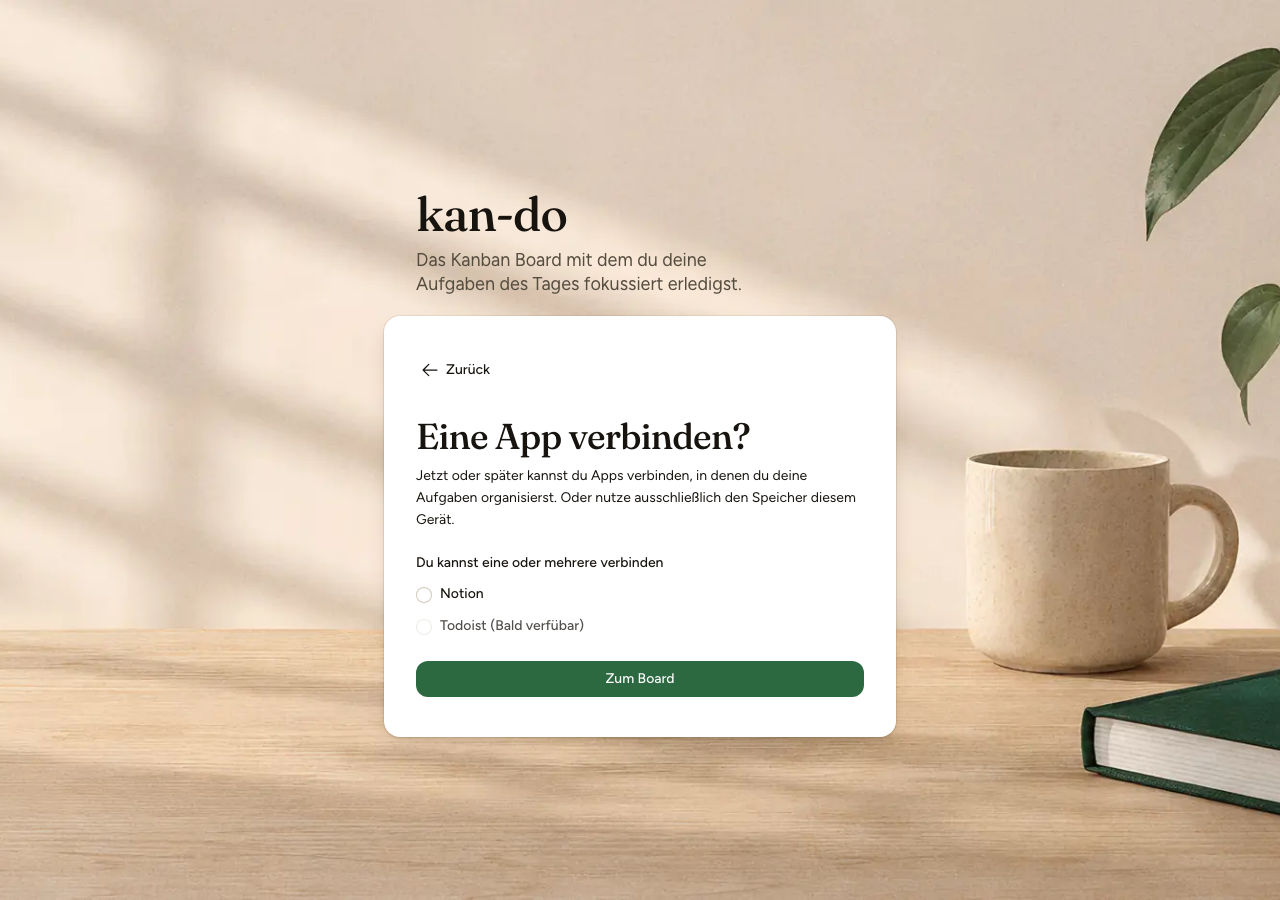 kan-do
Das Kanban Board mit dem du deine
Aufgaben des Tages fokussiert erledigst.
Zurück
Eine App verbinden?
Jetzt oder später kannst du Apps verbinden, in denen du deine
Aufgaben organisierst. Oder nutze ausschließlich den Speicher diesem
Gerät.
Du kannst eine oder mehrere verbinden
Notion
Todoist (Bald verfübar)
Zum Board